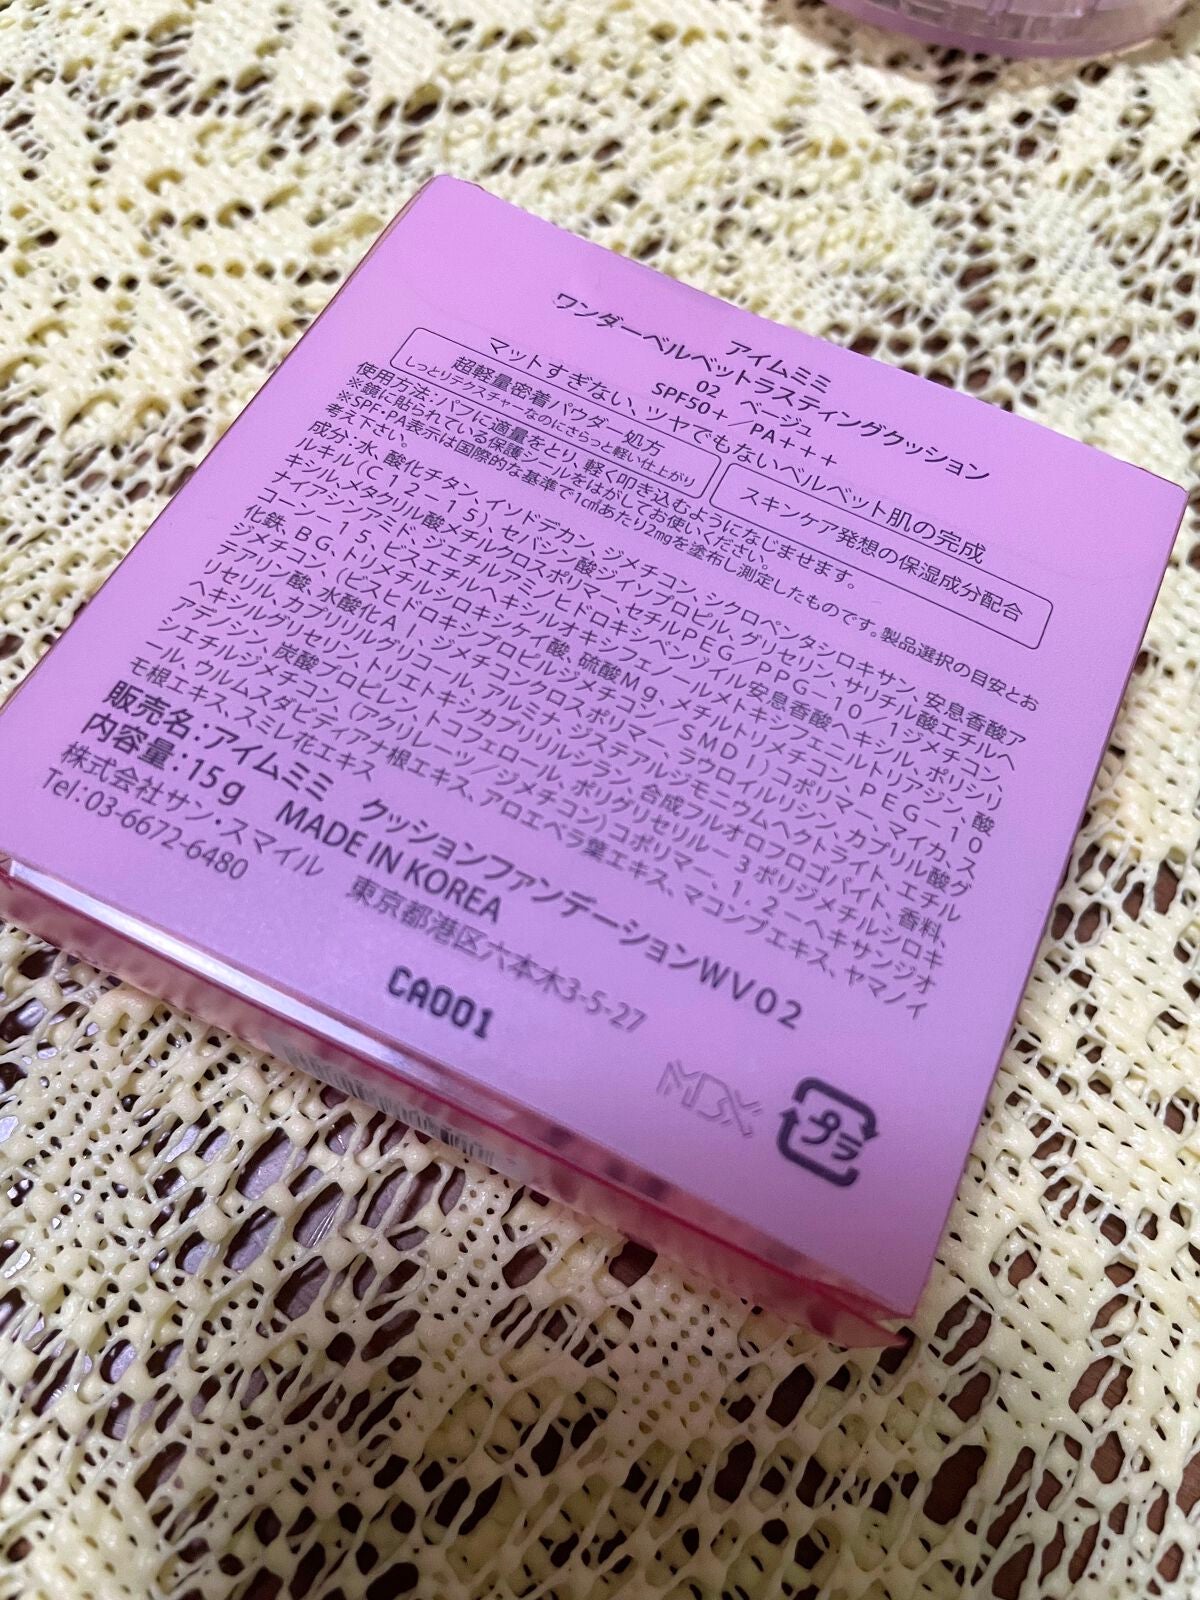 アイムミミ
ワンダーベルベットラスティングクッション
02 ベージュ
SPF50+/PA+++
マットすぎない、ツヤでもないベルベット肌の完成
超軽量密着パウダー処方
しっとりテクスチャーなのにさらっと軽い仕上がり
スキンケア発想の保湿成分配合
使用方法:パフに適量をとり、軽く叩き込むようになじませます。
※鏡に貼られている保護シールをはがしてお使いください。
※SPF・PA表示は国際的な基準で1㎠あたり2mgを塗布し測定したものです。製品選択の目安とお
考え下さい。
成分:水、酸化チタン、イソドデカン、ジメチコン、シクロペンタシロキサン、安息香酸ア
ルキル(C12-15)、セバシン酸ジイソプロピル、グリセリン、サリチル酸エチルヘ
キシル、メタクリル酸メチルクロスポリマー、セチルPEG/PPG-10/1ジメチコン、
ナイアシンアミド、ジエチルアミノヒドロキシベンゾイル安息香酸ヘキシル、ポリシリ
コーン-15、ビスエチルヘキシルオキシフェノールメトキシフェニルトリアジン、酸
化鉄、BG、トリメチルシロキシケイ酸、硫酸Mg、メチルトリメチコン、PEG-10
ジメチコン、(ビスヒドロキシプロピルジメチコン/SMDI)コポリマー、マイカ、ス
テアリン酸、水酸化Al、ジメチコンクロスポリマー、ラウロイルリシン、カプリル酸グ
リセリル、カプリリルグリコール、アルミナ、ジステアルジモニウムヘクトライト、エチル
ヘキシルグリセリン、トリエトキシカプリリルシラン、合成フルオロフロゴパイト、香料、
アデノシン、炭酸プロピレン、トコフェロール、ポリグリセリル-3ポリジメチルシロキ
シエチルジメチコン、(アクリレーツ/ジメチコン)コポリマー、1,2-ヘキサンジオ
ール、ウルムスダビディアナ根エキス、アロエベラ葉エキス、マコンブエキス、ヤマノイ
モ根エキス、スミレ花エキス
販売名:アイムミミ クッションファンデーションWV02
内容量:15g MADE IN KOREA
株式会社サン・スマイル 東京都港区六本木3-5-27
Tel:03-6672-6480
CA001
MBX
プラ